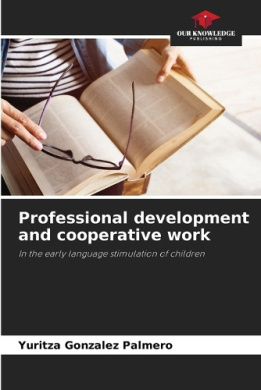 OUR KNOWLEDGE
PUBLISHING
Professional development
and cooperative work
In the early language stimulation of children
Yuritza Gonzalez Palmero